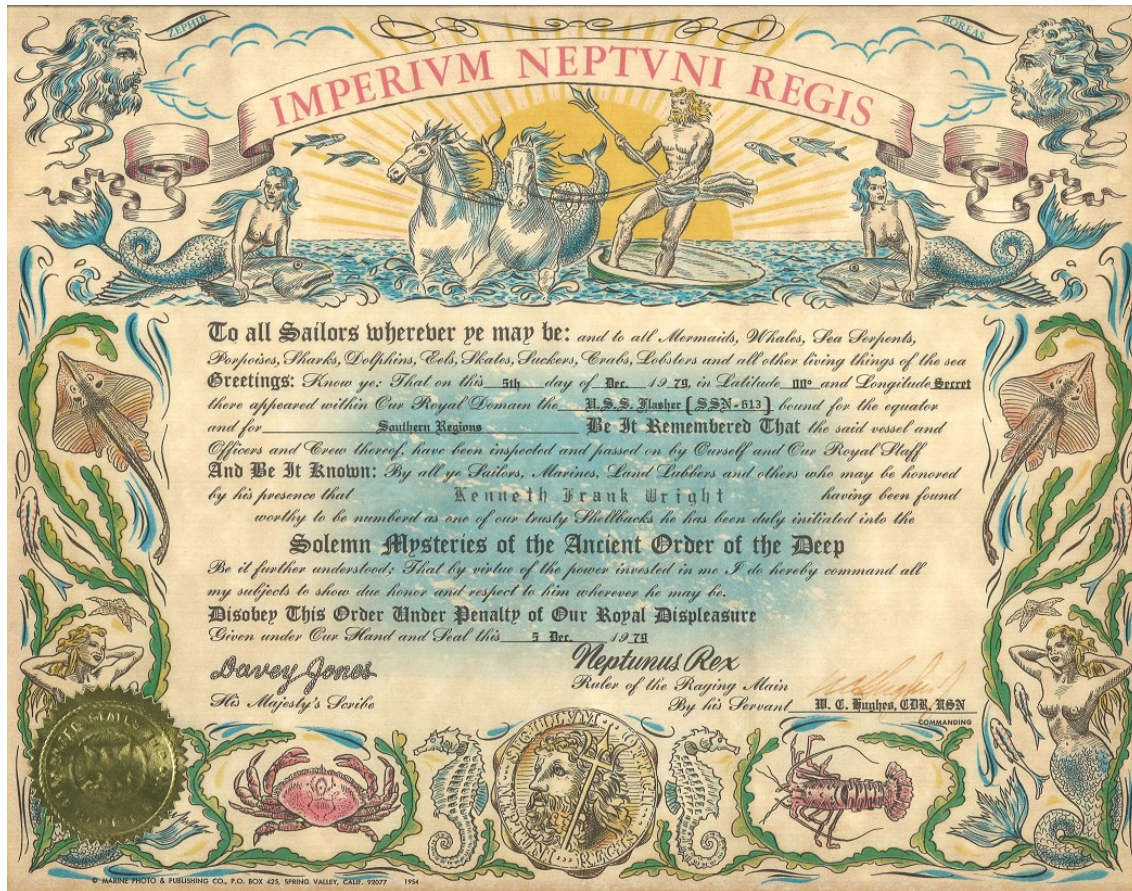 ZEPHIR
BOREAS
IMPERIVM NEPTVNI REGIS
To all Sailors wherever ye may be: and to all Mermaids, Whales, Sea Serpents,
Porpoises, Sharks, Dolphins, Eels, Skates, Suckers, Crabs, Lobsters and all other living things of the sea
Greetings: Know ye: That on this 5th day of Dec. 1979, in Latitude 00° and Longitude Secret
there appeared within Our Royal Domain the U.S.S. Flasher [SSN-613] bound for the equator
and for Southern Regions Be It Remembered That the said vessel and
Officers and Crew thereof, have been inspected and passed on by Ourself and Our Royal Staff
And Be It Known: By all ye Sailors, Marines, Land Lubbers and others who may be honored
by his presence that Kenneth Frank Wright having been found
worthy to be numberd as one of our trusty Shellbacks he has been duly initiated into the
Solemn Mysteries of the Ancient Order of the Deep
Be it further understood; That by virtue of the power invested in me I do hereby command all
my subjects to show due honor and respect to him wherever he may be.
Disobey This Order Under Penalty of Our Royal Displeasure
Given under Our Hand and Seal this 5 Dec. 1979
Davey Jones
His Majesty's Scribe
Neptunus Rex
Ruler of the Raging Main
By his Servant W. C. Hughes, CDR, USN
COMMANDING
© MARINE PHOTO & PUBLISHING CO., P.O. BOX 425, SPRING VALLEY, CALIF. 92077 1954